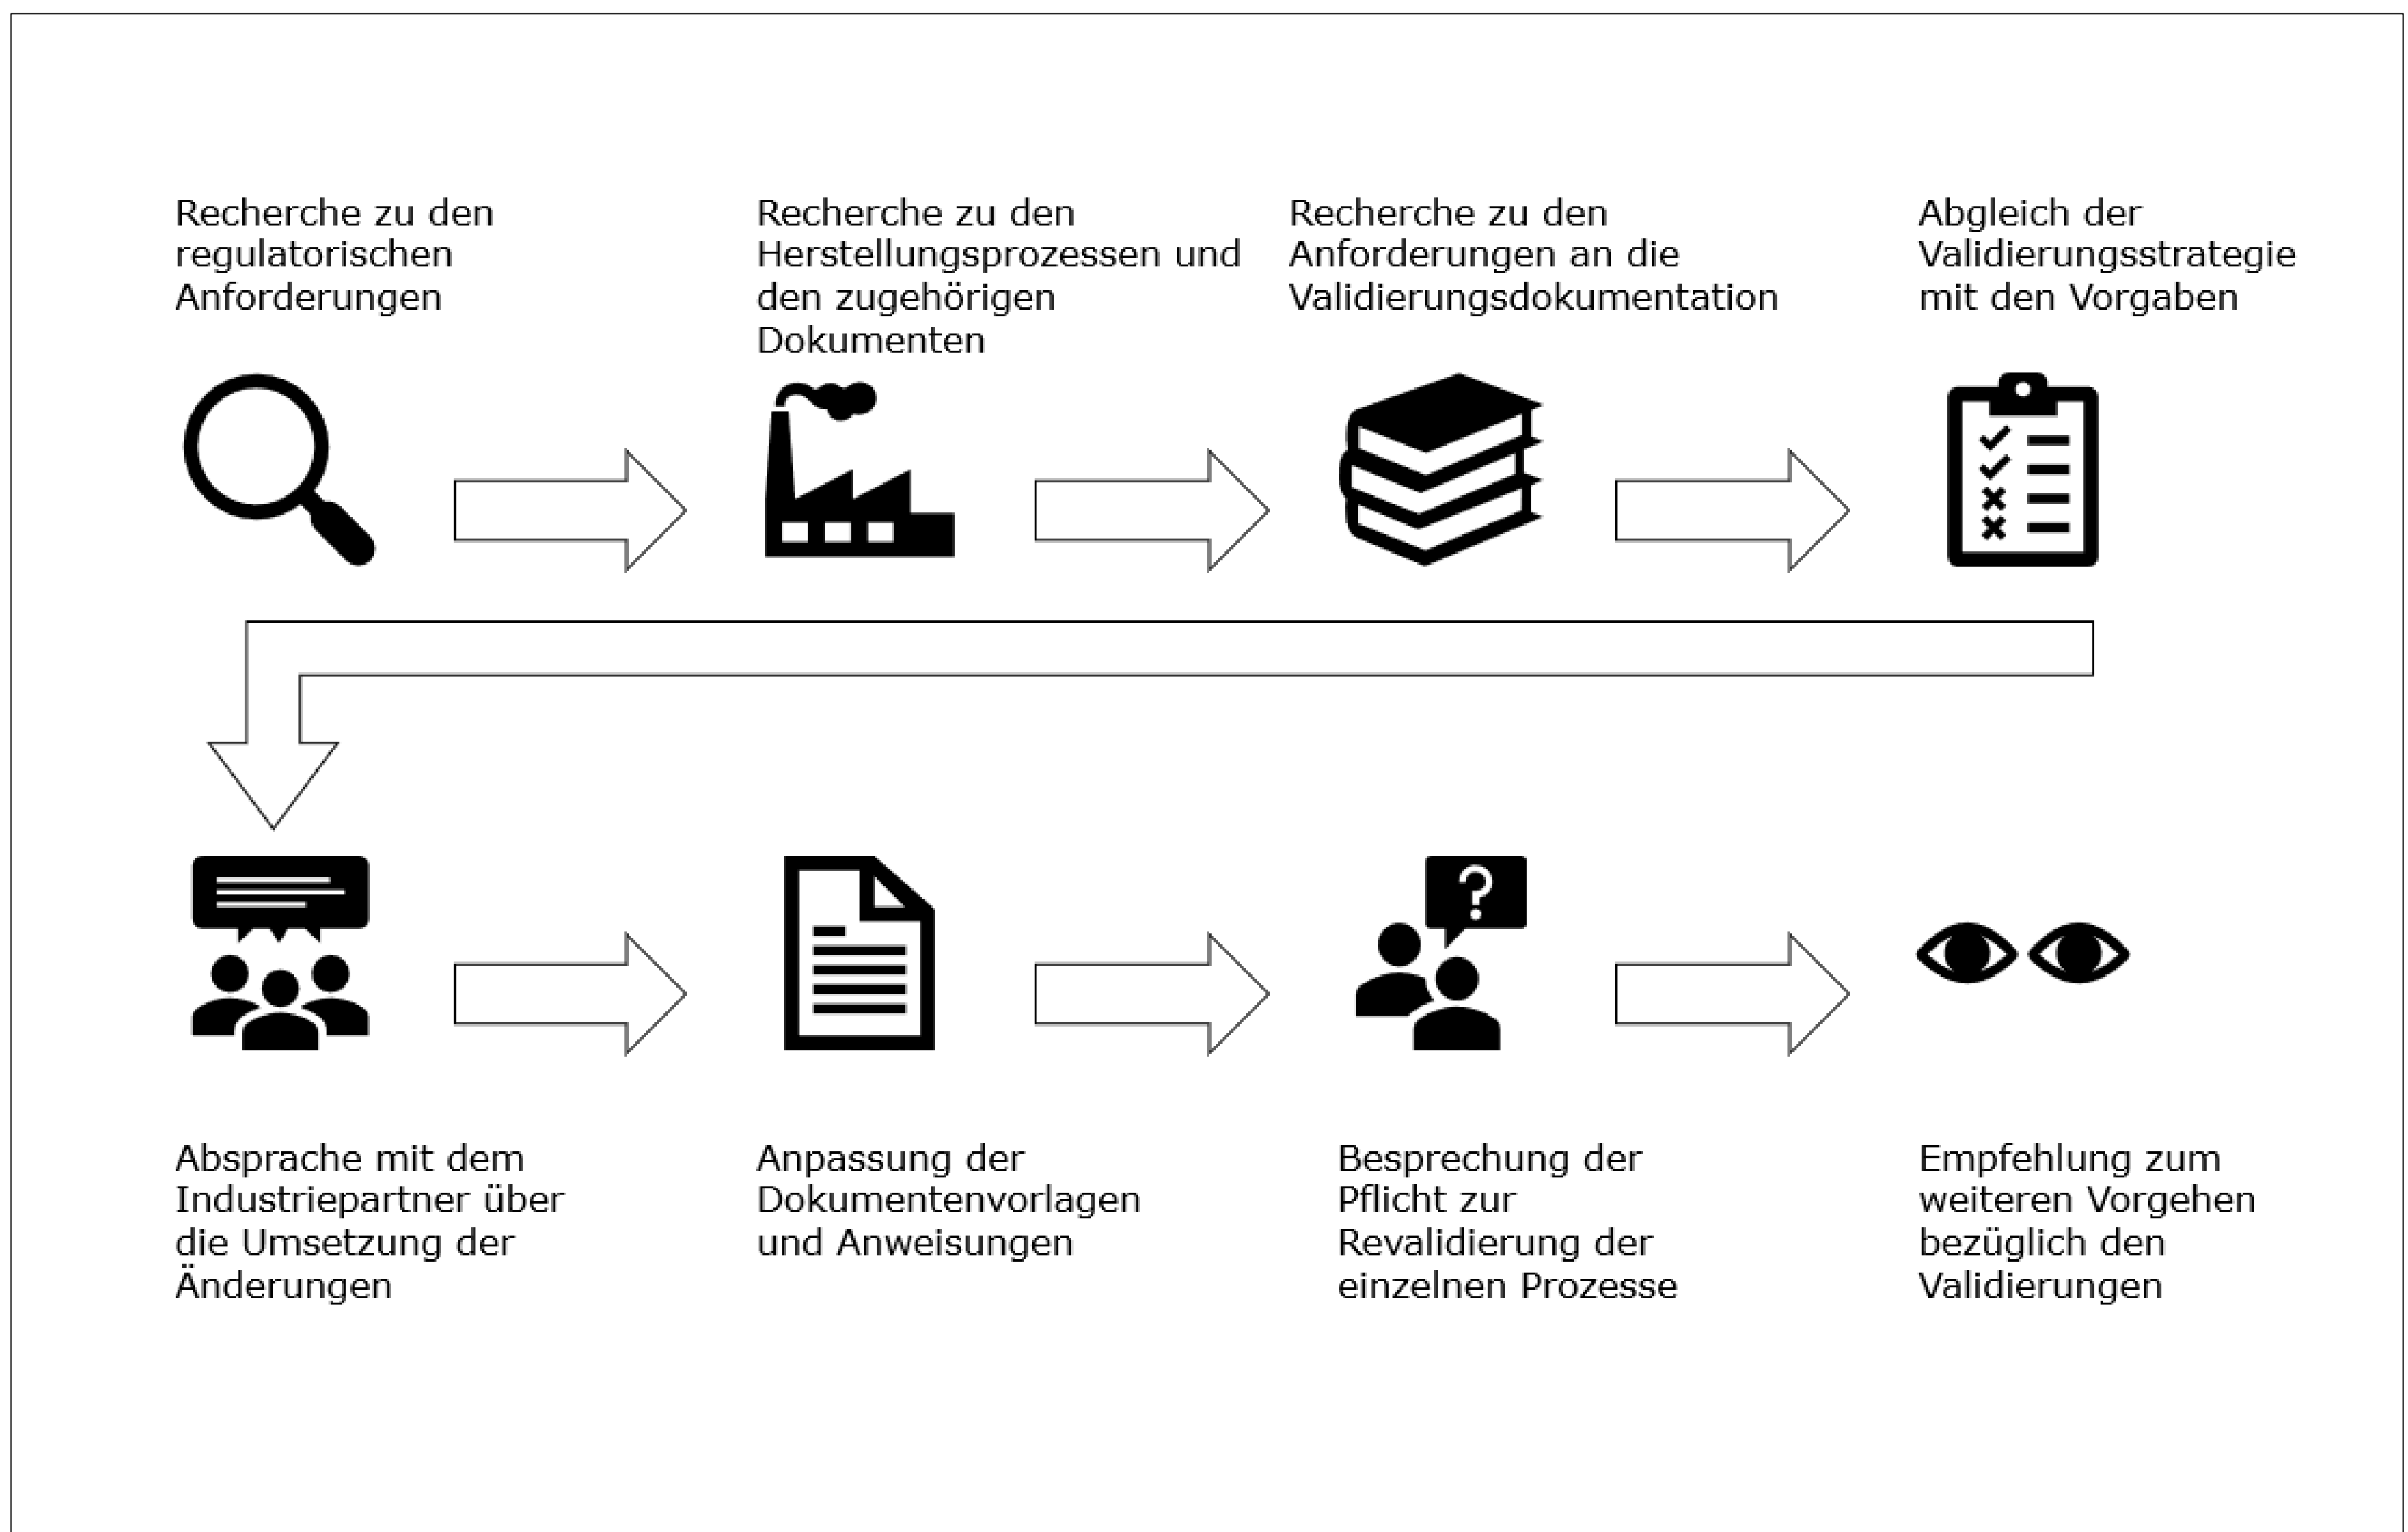 Recherche zu den
regulatorischen
Anforderungen
Recherche zu den
Herstellungsprozessen und
den zugehörigen
Dokumenten
Recherche zu den
Anforderungen an die
Validierungsdokumentation
Abgleich der
Validierungsstrategie
mit den Vorgaben
?
Absprache mit dem
Industriepartner über
die Umsetzung der
Änderungen
Anpassung der
Dokumentenvorlagen
und Anweisungen
Besprechung der
Pflicht zur
Revalidierung der
einzelnen Prozesse
Empfehlung zum
weiteren Vorgehen
bezüglich den
Validierungen